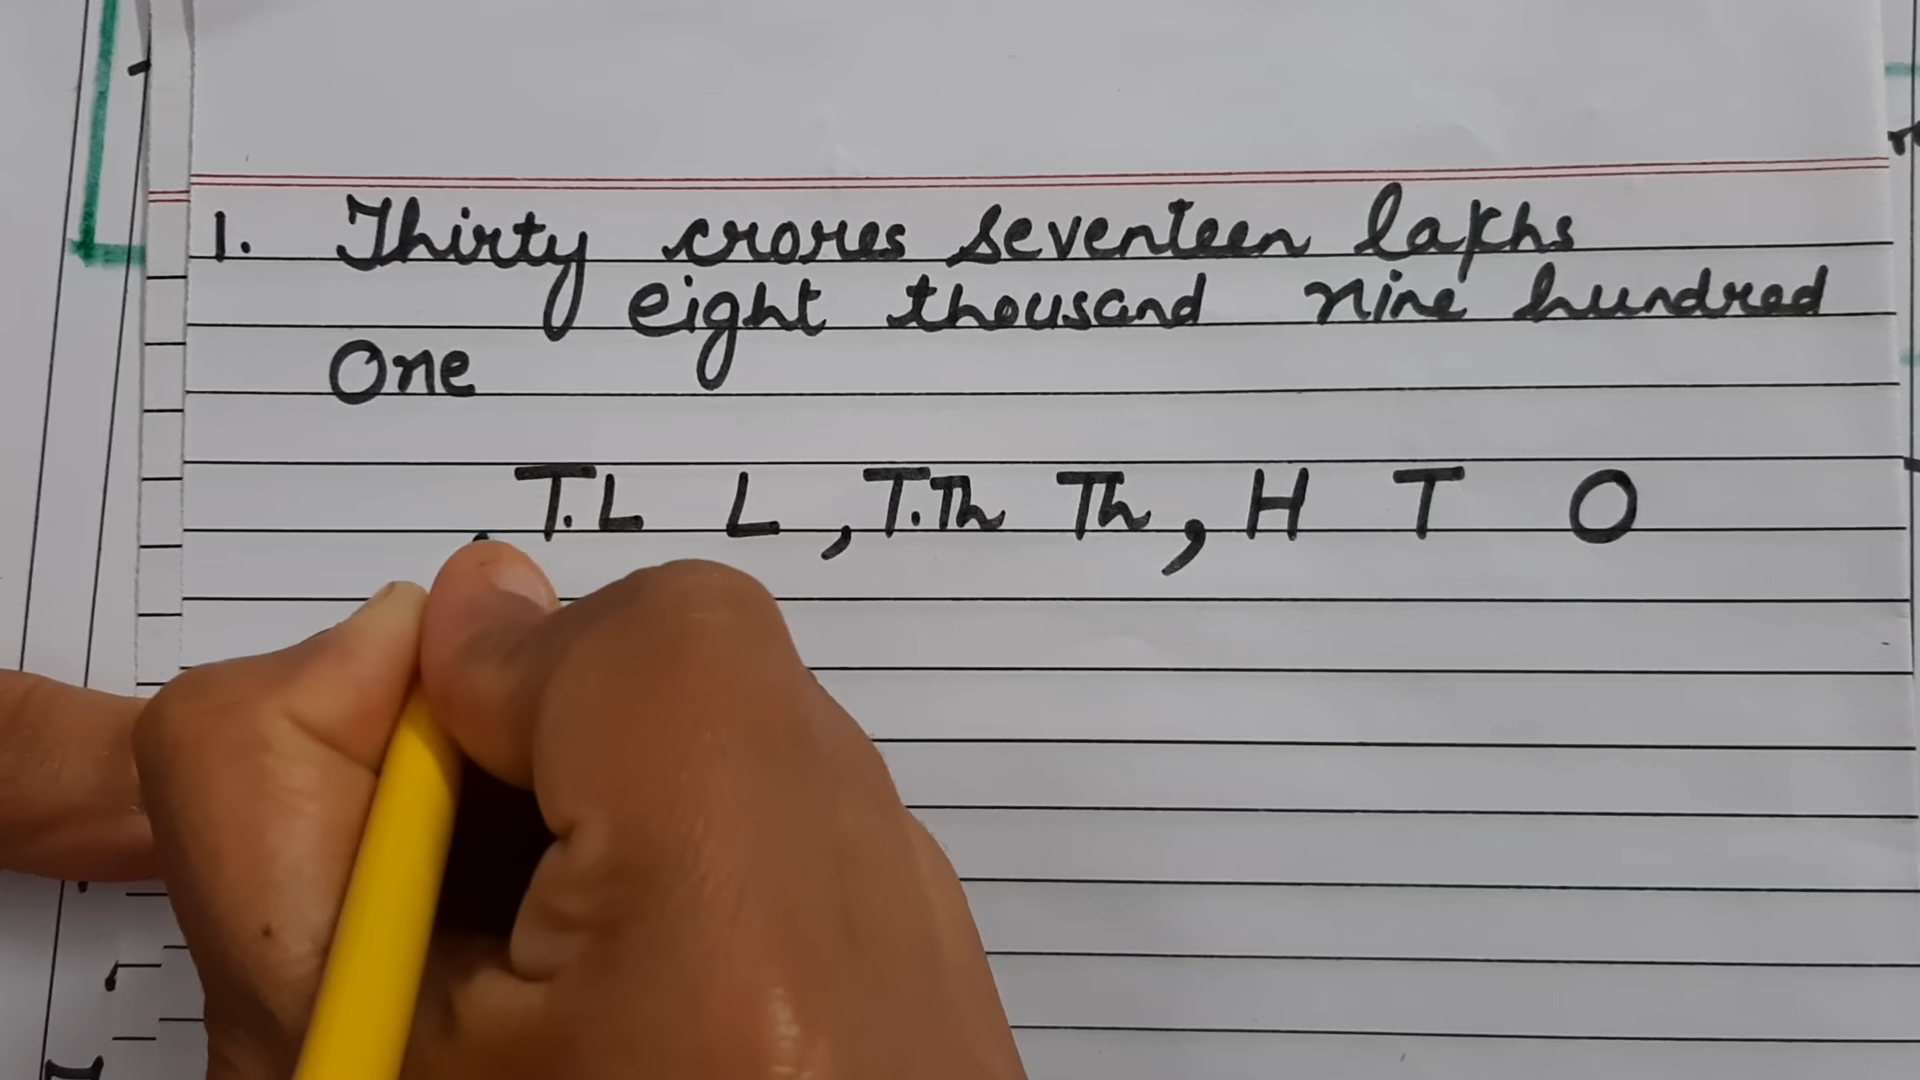 1. Thirty crores seventeen lakhs
eight thousand nine hundred
One
T.L L , T.Th Th , H T O